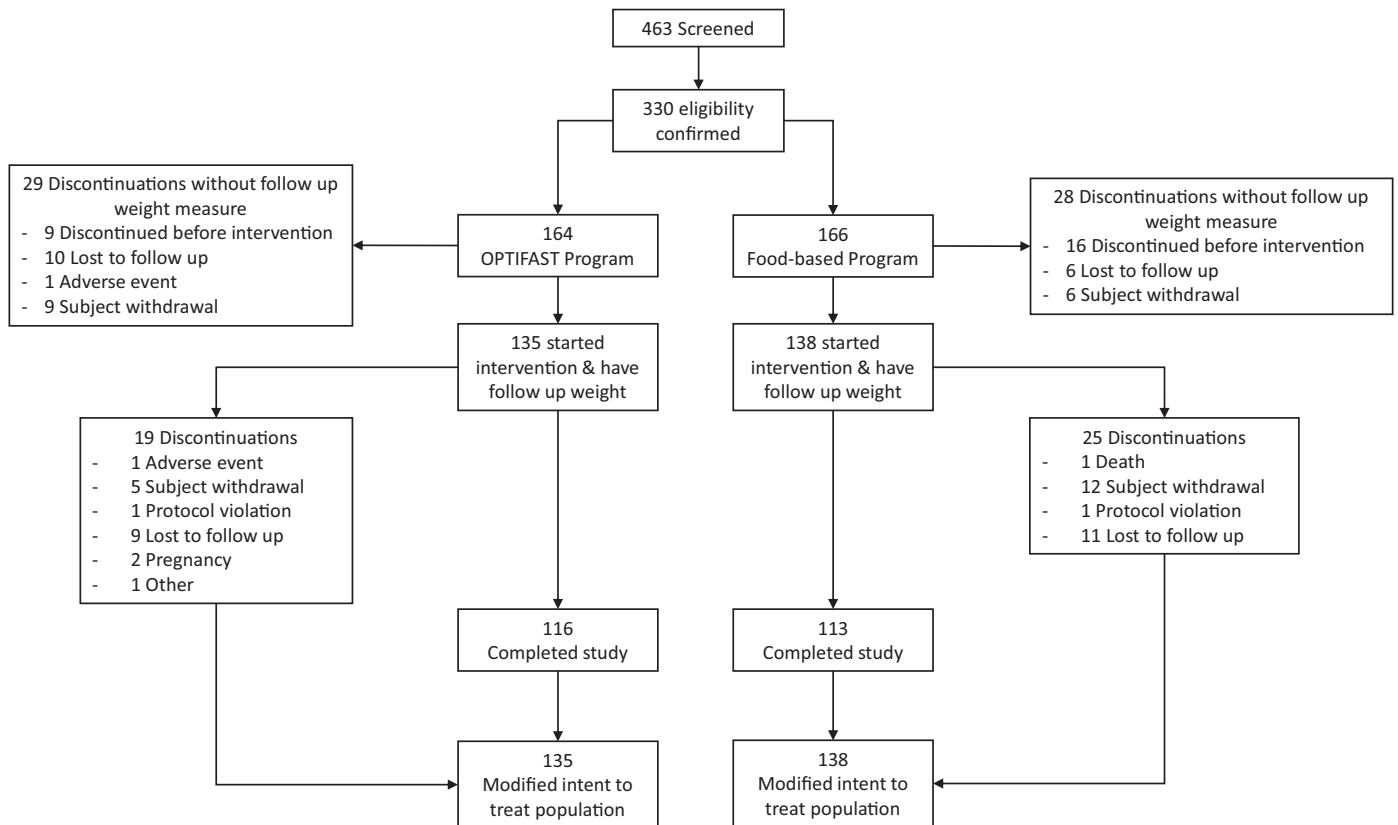 463 Screened
330 eligibility
confirmed
29 Discontinuations without follow up
weight measure
- 9 Discontinued before intervention
- 10 Lost to follow up
- 1 Adverse event
- 9 Subject withdrawal
164
OPTIFAST Program
166
Food-based Program
28 Discontinuations without follow up
weight measure
- 16 Discontinued before intervention
- 6 Lost to follow up
- 6 Subject withdrawal
135 started
intervention & have
follow up weight
138 started
intervention & have
follow up weight
19 Discontinuations
- 1 Adverse event
- 5 Subject withdrawal
- 1 Protocol violation
- 9 Lost to follow up
- 2 Pregnancy
- 1 Other
25 Discontinuations
- 1 Death
- 12 Subject withdrawal
- 1 Protocol violation
- 11 Lost to follow up
116
Completed study
113
Completed study
135
Modified intent to
treat population
138
Modified intent to
treat population